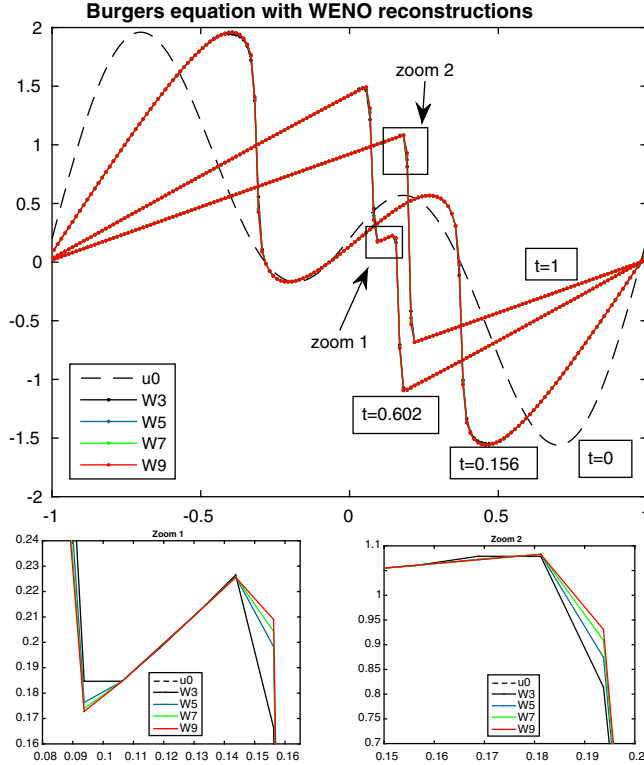 Burgers equation with WENO reconstructions
2
1.5
1
0.5
0
-0.5
-1
-1.5
-2
zoom 2
zoom 1
t=1
t=0.602
t=0.156
t=0
u0
W3
W5
W7
W9
-1
-0.5
0
0.5
1
Zoom 1
0.24
0.23
0.22
0.21
0.2
0.19
0.18
0.17
0.16
u0
W3
W5
W7
W9
0.08 0.09 0.1 0.11 0.12 0.13 0.14 0.15 0.16
Zoom 2
1.1
1.05
1
0.95
0.9
0.85
0.8
0.75
0.7
u0
W3
W5
W7
W9
0.15 0.16 0.17 0.18 0.19 0.2